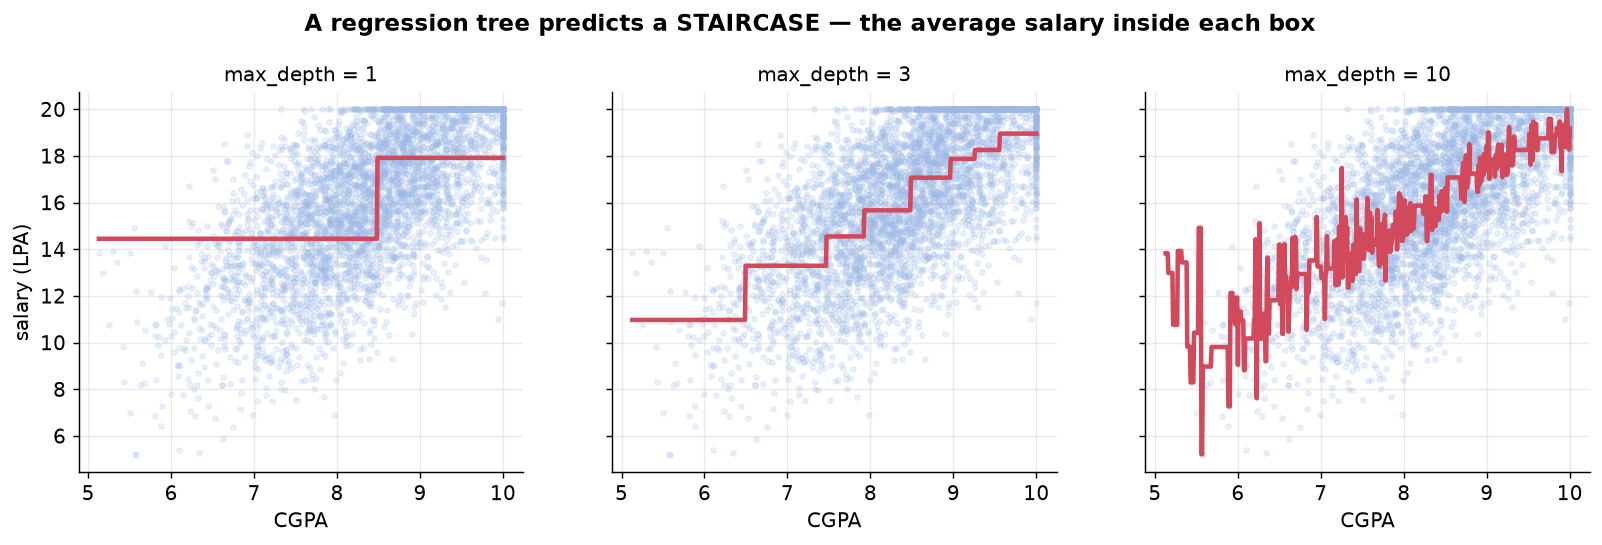 A regression tree predicts a STAIRCASE — the average salary inside each box
max_depth = 1
max_depth = 3
max_depth = 10
salary (LPA)
20
18
16
14
12
10
8
6
5 6 7 8 9 10
5 6 7 8 9 10
5 6 7 8 9 10
CGPA
CGPA
CGPA